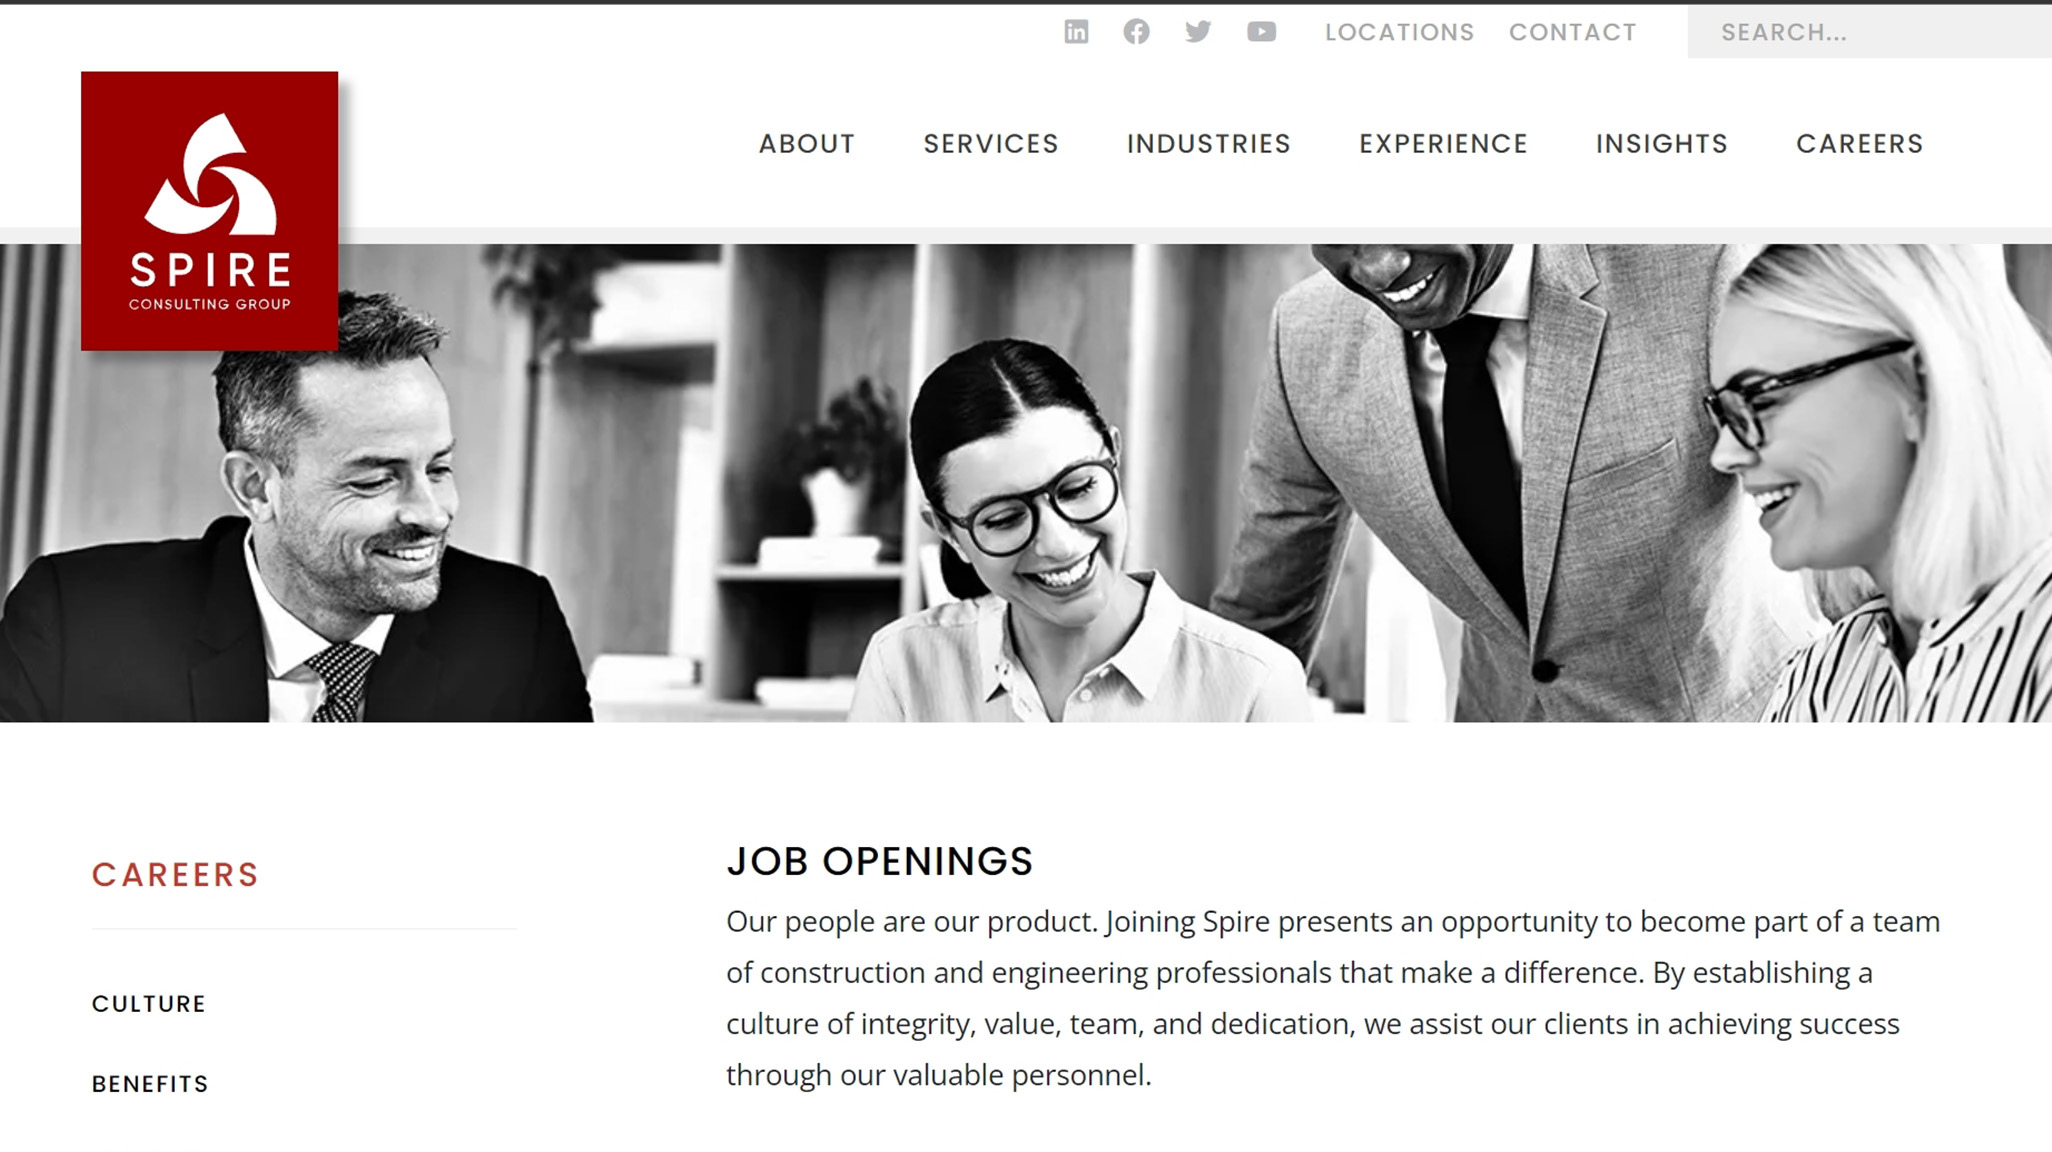 LOCATIONS CONTACT SEARCH...
ABOUT SERVICES INDUSTRIES EXPERIENCE INSIGHTS CAREERS
SPIRE
CONSULTING GROUP
CAREERS
CULTURE
BENEFITS
JOB OPENINGS
Our people are our product. Joining Spire presents an opportunity to become part of a team
of construction and engineering professionals that make a difference. By establishing a
culture of integrity, value, team, and dedication, we assist our clients in achieving success
through our valuable personnel.